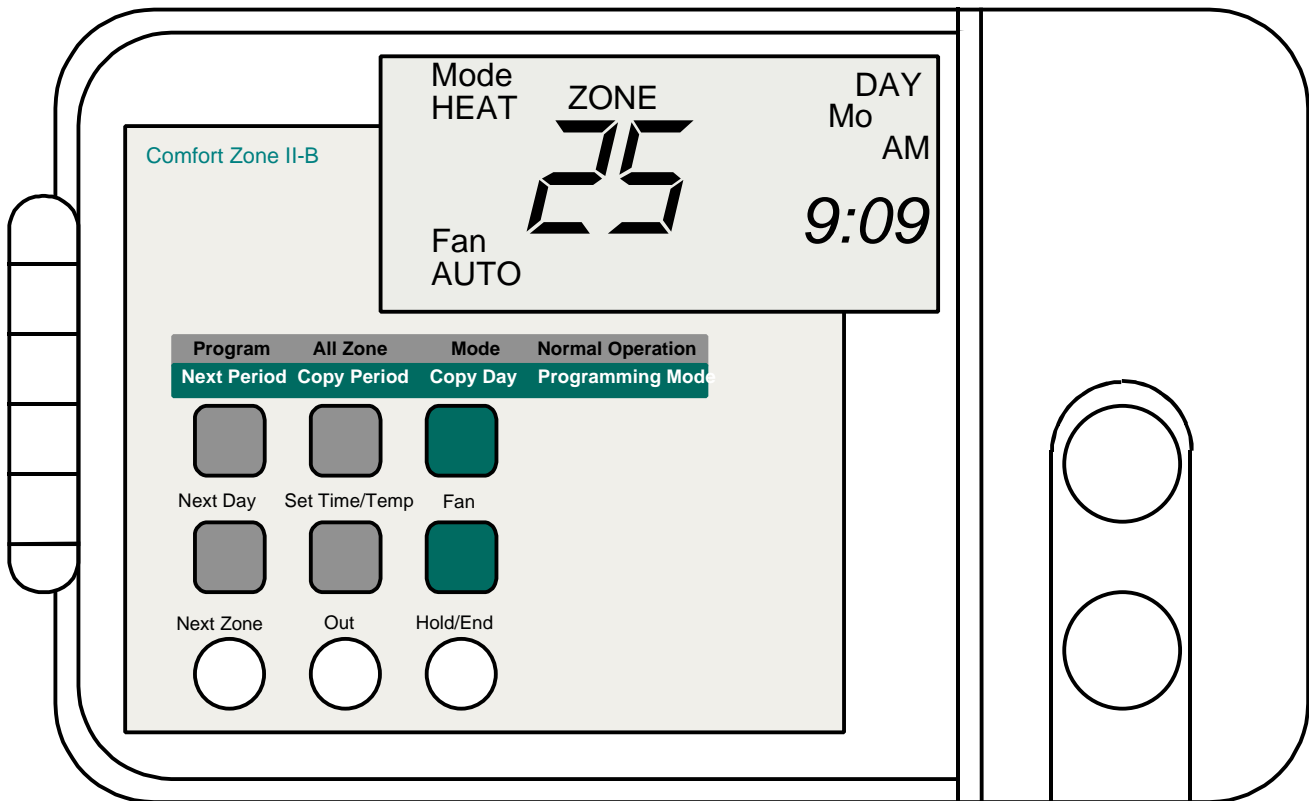 Mode
HEAT
ZONE
25
DAY
Mo
AM
9:09
Fan
AUTO
Comfort Zone II-B
Program All Zone Mode Normal Operation
Next Period Copy Period Copy Day Programming Mode
Next Day Set Time/Temp Fan
Next Zone Out Hold/End